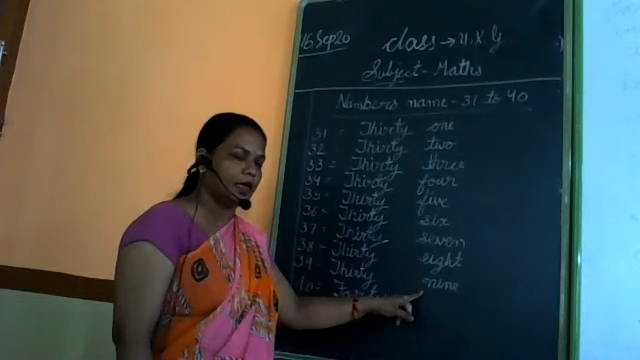 16 Sep 20 class → U.K.G
Subject - Maths
Numbers name - 31 to 40
31 = Thirty one
32 Thirty two
33 = Thirty three
34 = Thirty four
35 Thirty five
36 = Thirty six
37 = Thirty seven
38 = Thirty eight
39 Thirty nine